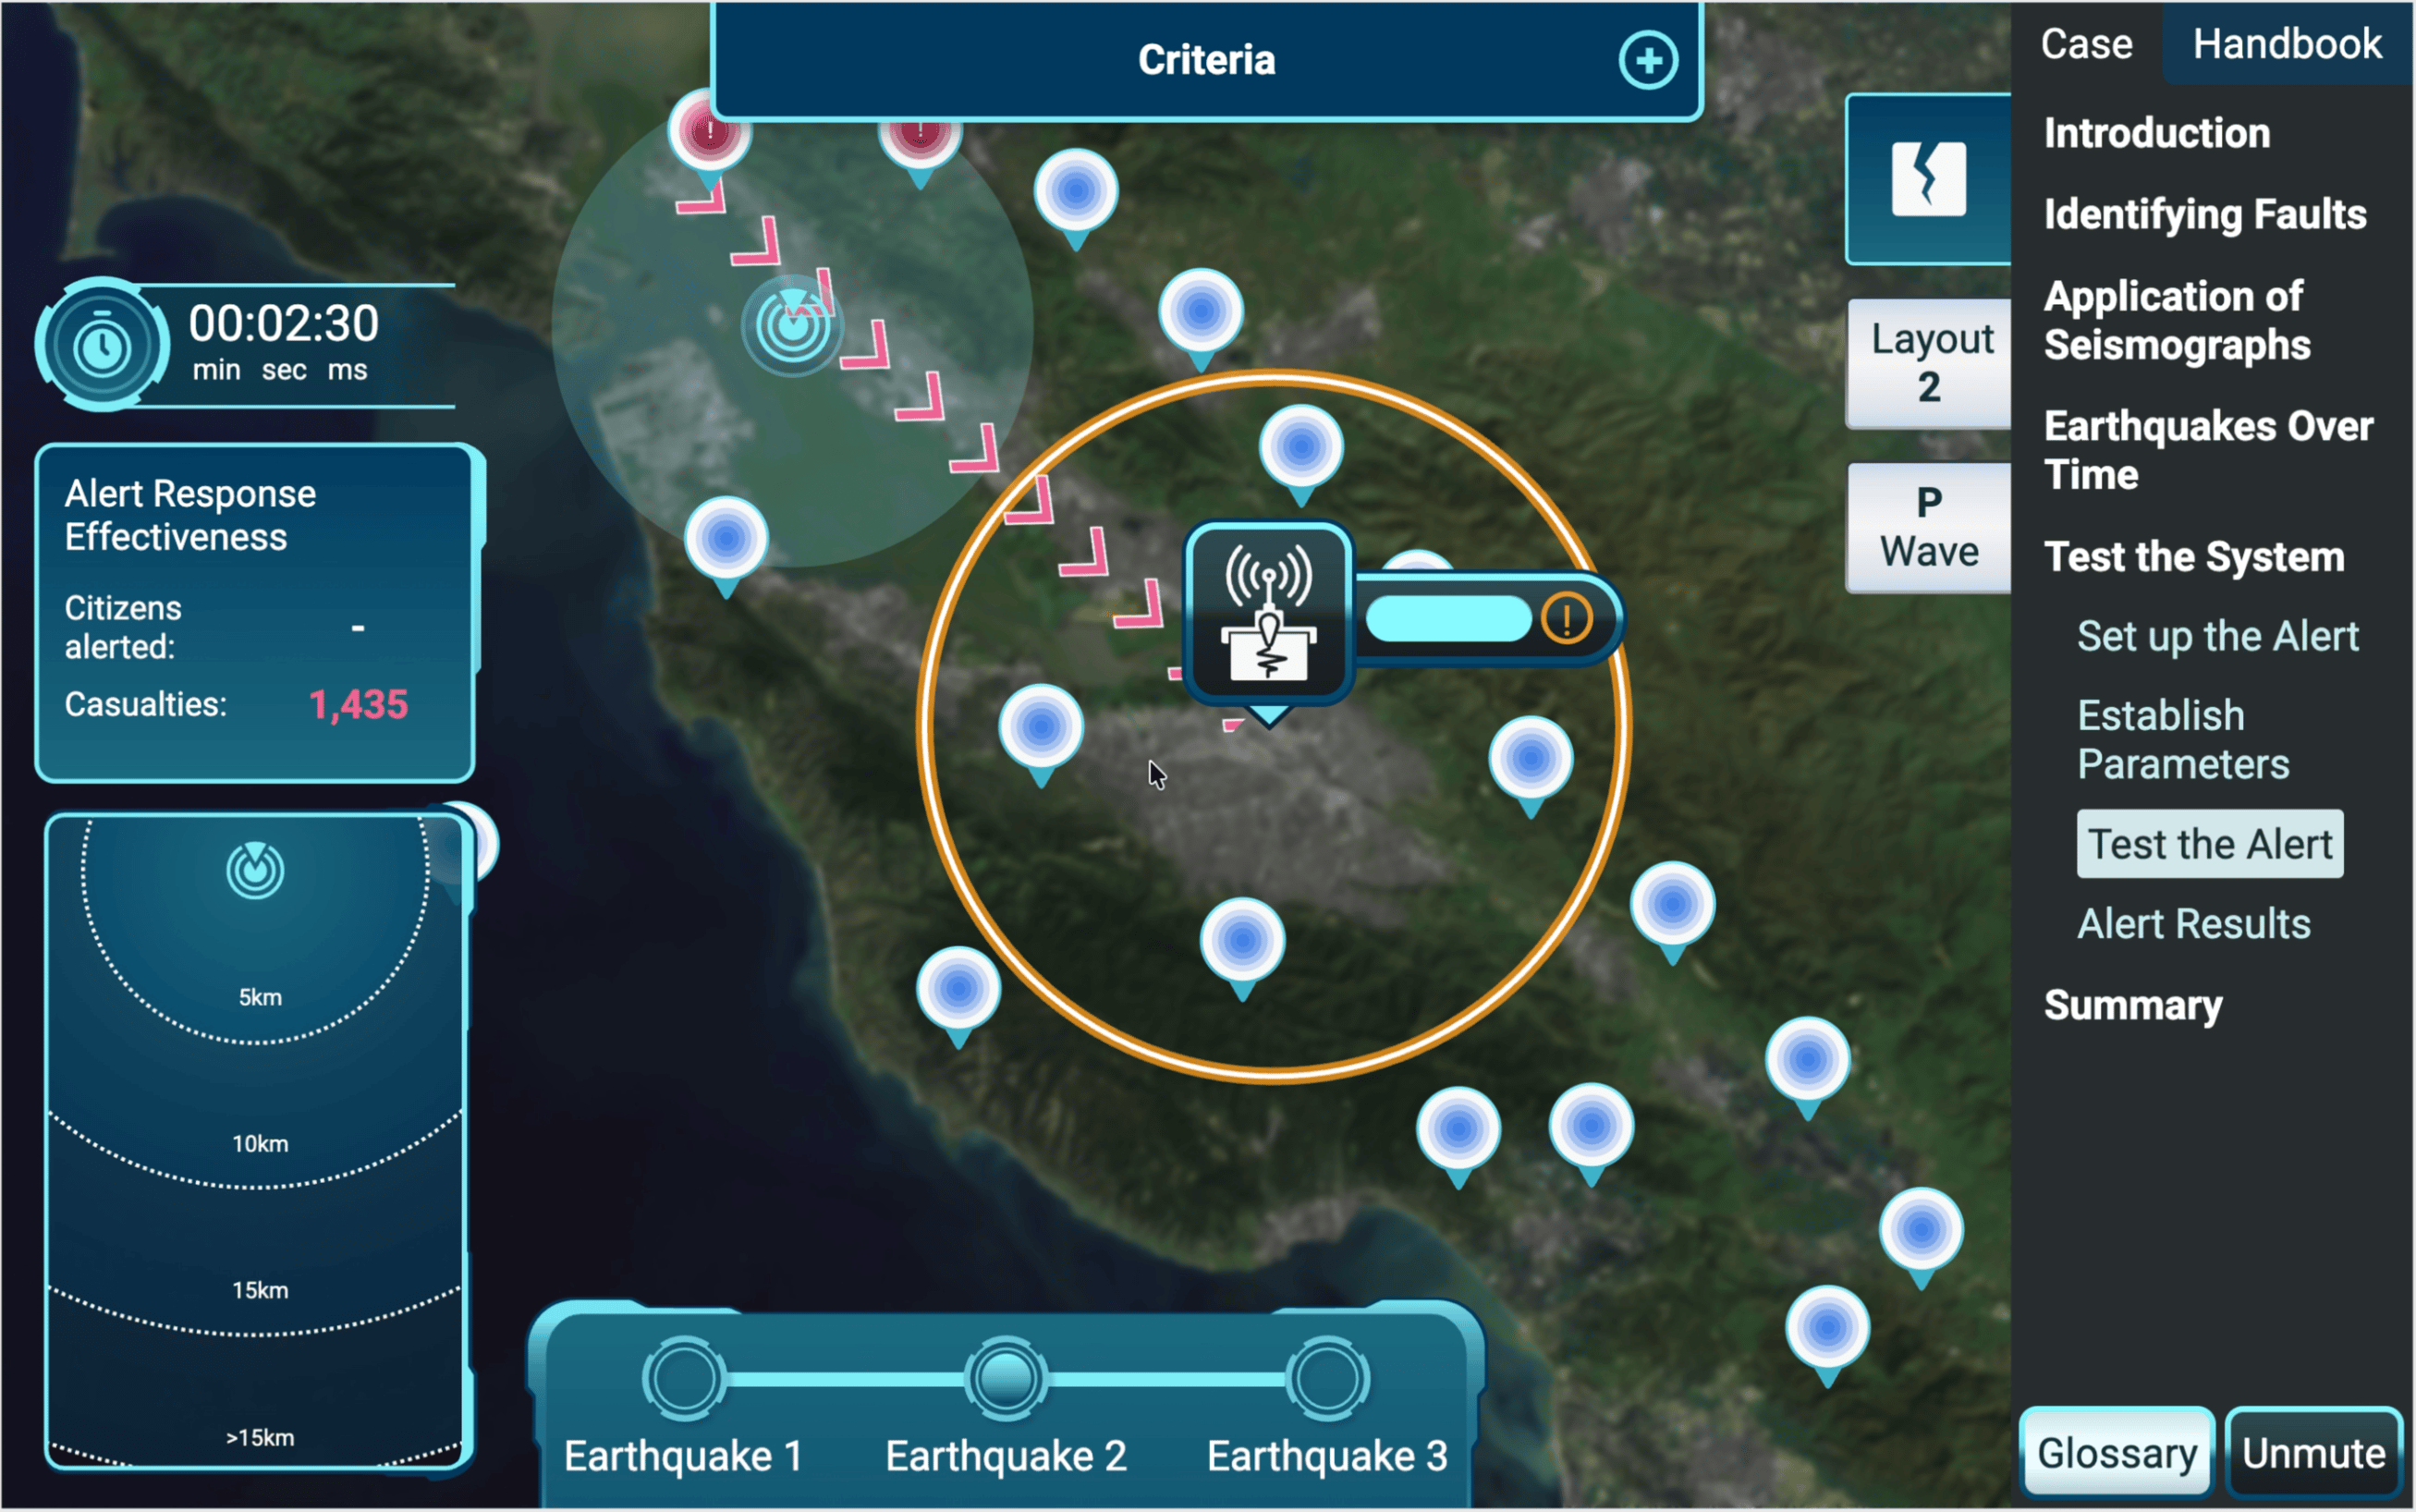 Criteria
Case
Handbook
Introduction
Identifying Faults
Application of
Seismographs
Earthquakes Over
Time
Test the System
Set up the Alert
Establish
Parameters
Test the Alert
Alert Results
Summary
Glossary
Unmute
Layout
2
P
Wave
00:02:30
min sec ms
Alert Response
Effectiveness
Citizens
alerted: -
Casualties: 1,435
5km
10km
15km
>15km
Earthquake 1
Earthquake 2
Earthquake 3